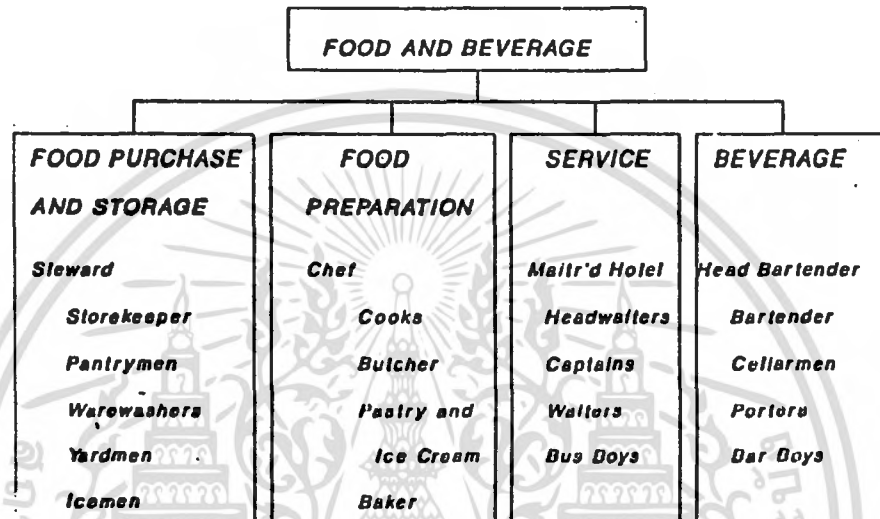 FOOD AND BEVERAGE
FOOD PURCHASE
AND STORAGE
Steward
Storekeeper
Pantrymen
Warewashers
Yardmen
Icemen
FOOD
PREPARATION
Chef
Cooks
Butcher
Pastry and
Ice Cream
Baker
SERVICE
Maitr'd Hotel
Headwaiters
Captains
Waiters
Bus Boys
BEVERAGE
Head Bartender
Bartender
Cellarmen
Porters
Bar Boys